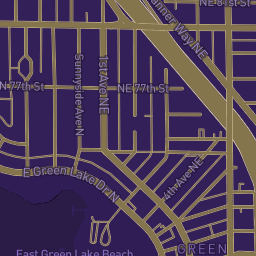 NE 81st St
nner Way NE
N 77th St
Sunnyside Ave N
1st Ave NE
NE 77th St
E Green Lake Dr N
4th Ave NE
East Green Lake Beach
GREEN